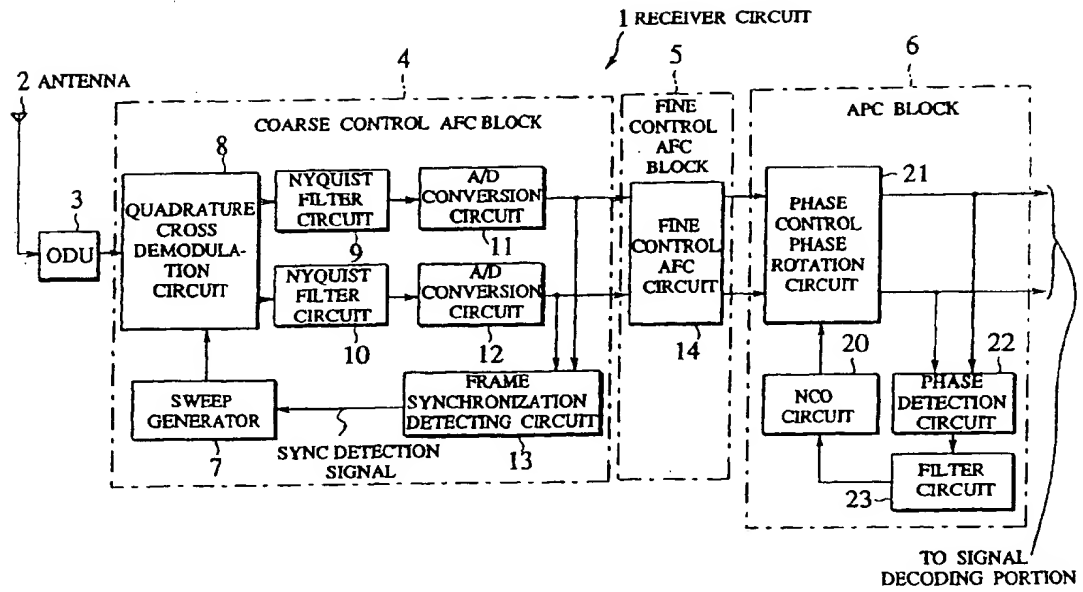 1 RECEIVER CIRCUIT
2 ANTENNA
3
ODU
4
COARSE CONTROL AFC BLOCK
8
QUADRATURE
CROSS
DEMODULA-
TION
CIRCUIT
NYQUIST
FILTER
CIRCUIT
9
A/D
CONVERSION
CIRCUIT
11
NYQUIST
FILTER
CIRCUIT
10
A/D
CONVERSION
CIRCUIT
12
SWEEP
GENERATOR
7
SYNC DETECTION
SIGNAL
FRAME
SYNCHRONIZATION
DETECTING CIRCUIT
13
5
FINE
CONTROL
AFC
BLOCK
FINE
CONTROL
AFC CIRCUIT
14
6
APC BLOCK
21
PHASE
CONTROL
PHASE
ROTATION
CIRCUIT
20
NCO
CIRCUIT
22
PHASE
DETECTION
CIRCUIT
FILTER
CIRCUIT
23
TO SIGNAL
DECODING PORTION